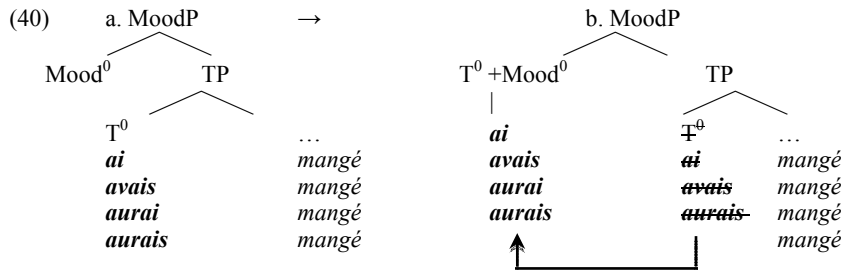 (40) a. MoodP → b. MoodP
Mood⁰ TP T⁰ +Mood⁰ TP
T⁰ … ai T⁰ …
ai mangé avais ai mangé
avais mangé aurai avais mangé
aurai mangé aurais aurais mangé
aurais mangé mangé